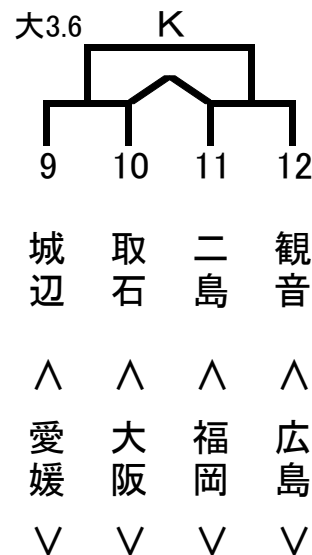 大3.6 K
9 10 11 12
城辺 〈愛媛〉
取石 〈大阪〉
二島 〈福岡〉
観音 〈広島〉